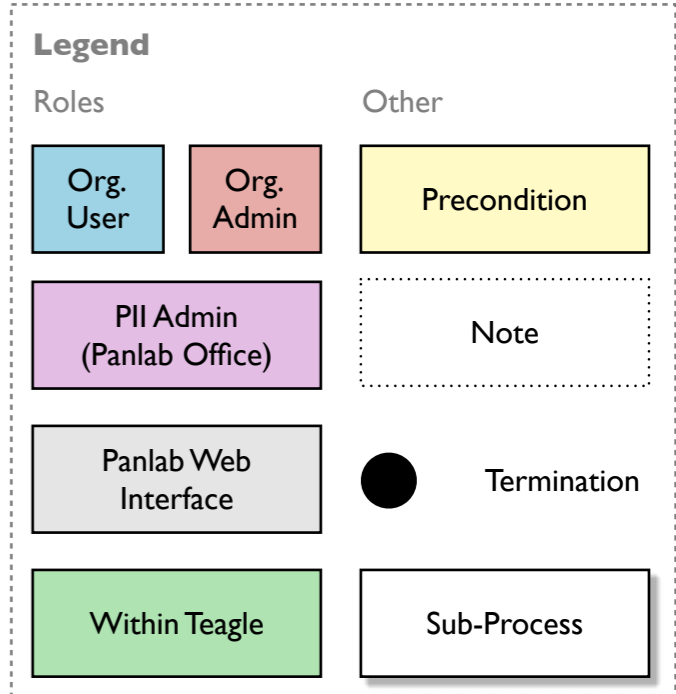 Legend
Roles
Other
Org.
User
Org.
Admin
Precondition
PII Admin
(Panlab Office)
Note
Panlab Web
Interface
Termination
Within Teagle
Sub-Process